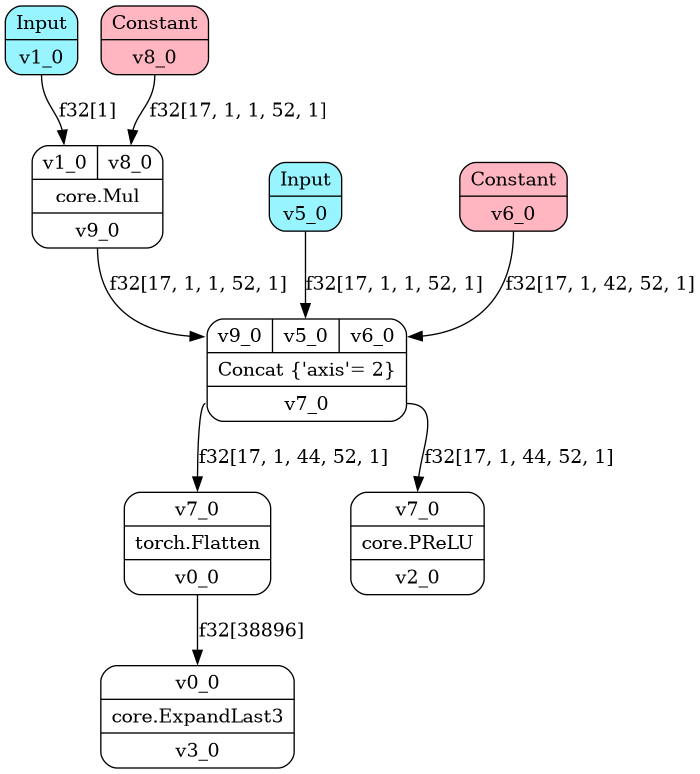 Input
Constant
v1_0
v8_0
f32[1]
f32[17, 1, 1, 52, 1]
v1_0
v8_0
core.Mul
v9_0
Input
v5_0
Constant
v6_0
f32[17, 1, 1, 52, 1]
f32[17, 1, 1, 52, 1]
f32[17, 1, 42, 52, 1]
v9_0
v5_0
v6_0
Concat {'axis'= 2}
v7_0
f32[17, 1, 44, 52, 1]
f32[17, 1, 44, 52, 1]
v7_0
torch.Flatten
v0_0
v7_0
core.PReLU
v2_0
f32[38896]
v0_0
core.ExpandLast3
v3_0